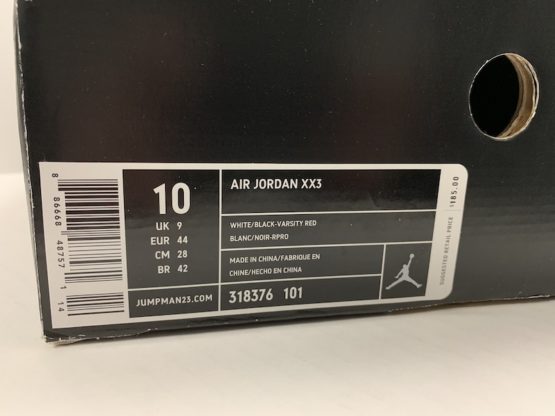 8 86668 48757 1
14
10
UK 9
EUR 44
CM 28
BR 42
JUMPMAN23.COM
AIR JORDAN XX3
WHITE/BLACK-VARSITY RED
BLANC/NOIR-RPRO
MADE IN CHINA/FABRIQUE EN
CHINE/HECHO EN CHINA
318376 101
SUGGESTED RETAIL PRICE
$185.00